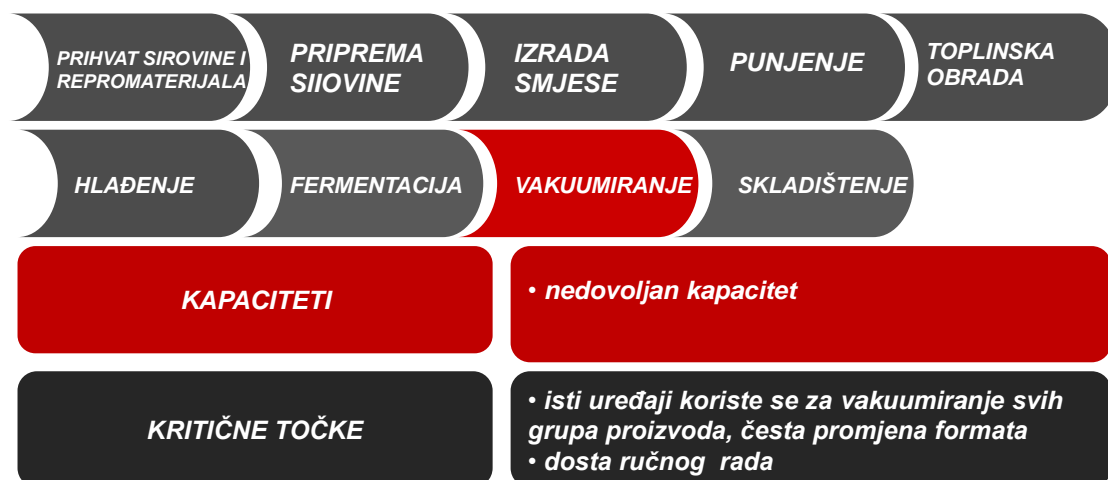 PRIHVAT SIROVINE I
REPROMATERIJALA
PRIPREMA
SIIOVINE
IZRADA
SMJESE
PUNJENJE
TOPLINSKA
OBRADA
HLAĐENJE
FERMENTACIJA
VAKUUMIRANJE
SKLADIŠTENJE
KAPACITETI
• nedovoljan kapacitet
KRITIČNE TOČKE
• isti uređaji koriste se za vakuumiranje svih
grupa proizvoda, česta promjena formata
• dosta ručnog rada